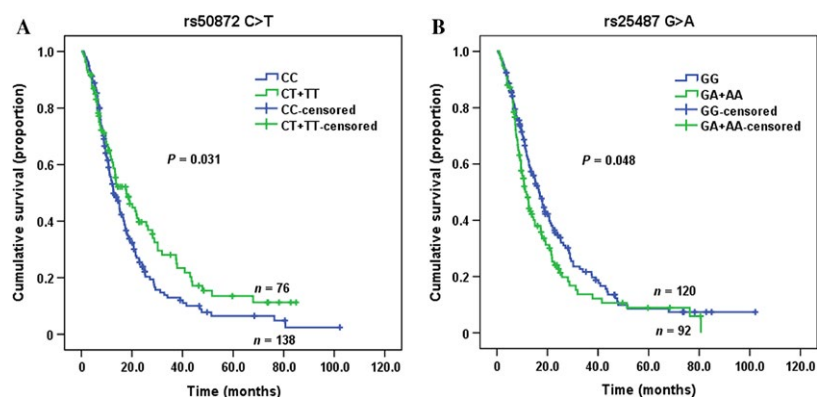 A
rs50872 C>T
Cumulative survival (proportion)
1.0
0.8
0.6
0.4
0.2
0
CC
CT+TT
CC-censored
CT+TT-censored
P = 0.031
n = 76
n = 138
0 20.0 40.0 60.0 80.0 100.0 120.0
Time (months)
B
rs25487 G>A
Cumulative survival (proportion)
1.0
0.8
0.6
0.4
0.2
0.0
GG
GA+AA
GG-censored
GA+AA-censored
P = 0.048
n = 120
n = 92
0 20.0 40.0 60.0 80.0 100.0 120.0
Time (months)